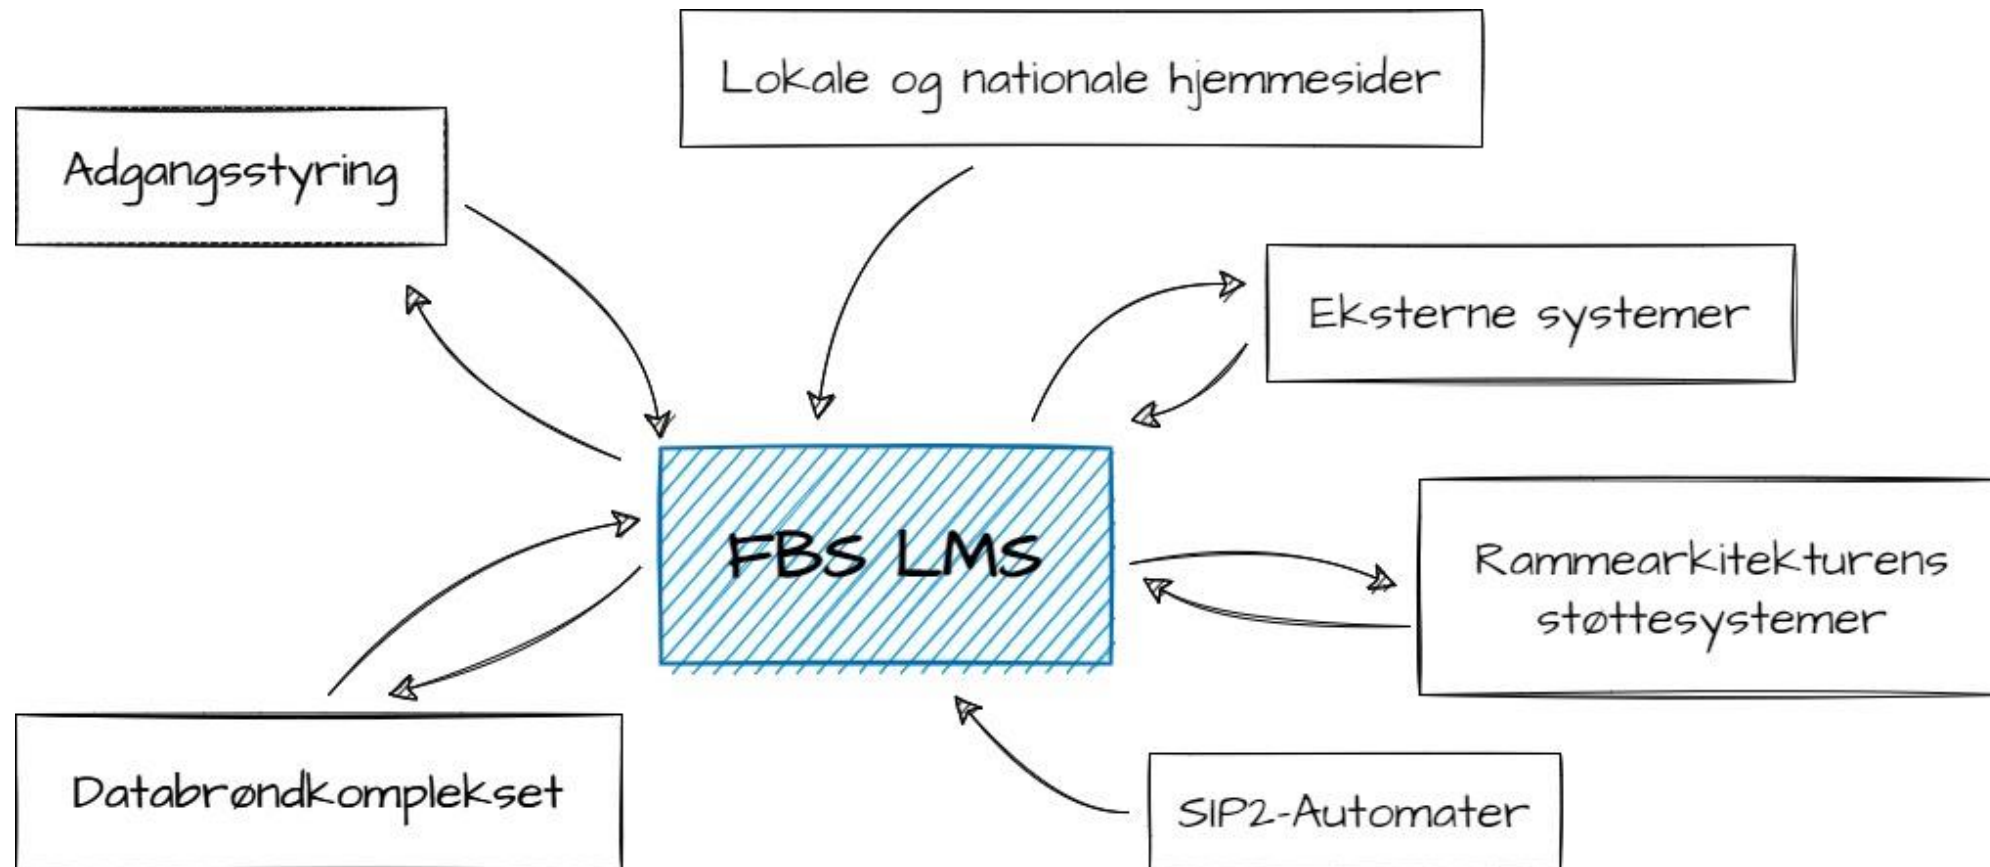 Lokale og nationale hjemmesider
Adgangsstyring
Eksterne systemer
FBS LMS
Rammearkitekturens
støttesystemer
Databrøndkomplekset
SIP2-Automater